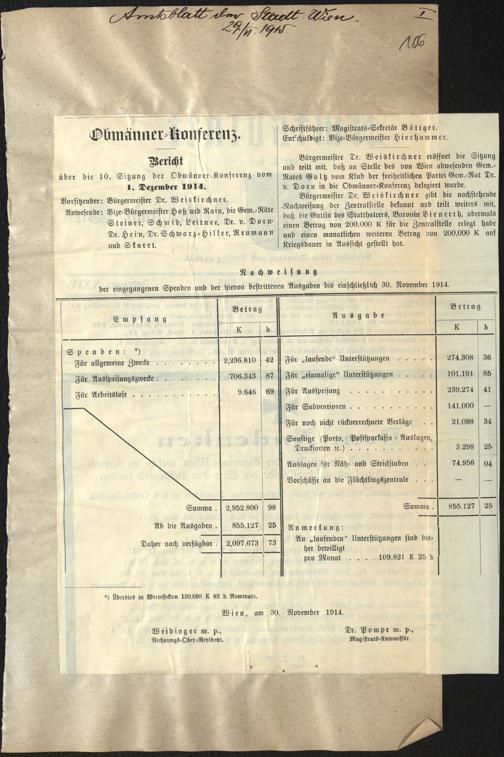 Amtsblatt der Stadt Wien.
I
106
Obmänner-Konferenz.
Bericht
über die 10. Sitzung der Obmänner-Konferenz vom
1. Dezember 1914.
Vorsitzender: Bürgermeister Dr. Weiskirchner.
Anwesende: Vize-Bürgermeister Hoß und Rain, die Gem.-Räte
Steiner, Schmid, Leitner, Dr. v. Dorn
Dr. Hein, Dr. Schwarz-Hiller, Reumann
und Skaret.
Schriftführer: Magistrats-Sekretär Böttger.
Entschuldigt: Vize-Bürgermeister Hierhammer.
Bürgermeister Dr. Weiskirchner eröffnet die Sitzung
und teilt mit, daß an Stelle des von Wien abwesenden Gem.-
Rates Goltz vom Klub der freiheitlichen Partei Gem.-Rat Dr.
v. Dorn in die Obmänner-Konferenz delegiert wurde.
Bürgermeister Dr. Weiskirchner gibt die nachstehende
Nachweisung der Zentralstelle bekannt und teilt weiters mit,
daß die Gattin des Statthalters, Baronin Bienerth, abermals
einen Betrag von 200.000 K für die Zentralstelle erlegt habe
und einen monatlichen weiteren Betrag von 200.000 K auf
Kriegsdauer in Aussicht gestellt hat.
Nachweisung
der eingegangenen Spenden und der hievon bestrittenen Ausgaben bis einschließlich 30. November 1914.
Empfang Betrag K h
Ausgabe Betrag K h
Spenden: *)
Für allgemeine Zwecke 2,236.810 42
Für Ausspeisungszwecke 706.343 87
Für Arbeitslose 9.646 69
Summa 2,952.800 98
Ab die Ausgaben 855.127 25
Daher noch verfügbar 2,097.673 73
Für „laufende" Unterstützungen 274.308 36
Für „einmalige" Unterstützungen 101.191 85
Für Ausspeisung 239.274 41
Für Subventionen 141.000 —
Für noch nicht rückverrechnete Verläge 21.098 34
Sonstige (Porto, Postsparkassa-Auslagen,
Drucksorten rc.) 3.298 25
Auslagen für Näh- und Strickstuben 74.956 04
Vorschüsse an die Flüchtlingszentrale — —
Summa 855.127 25
Anmerkung:
An „laufenden" Unterstützungen sind bis-
her bewilligt
pro Monat 109.821 K 25 h
*) Überdies in Werteffekten 130.098 K 82 h Nominale.
Wien, am 30. November 1914.
Weidinger m. p.,
Rechnungs-Ober-Revident.
Dr. Pompe m. p.,
Magistrats-Kommissär.